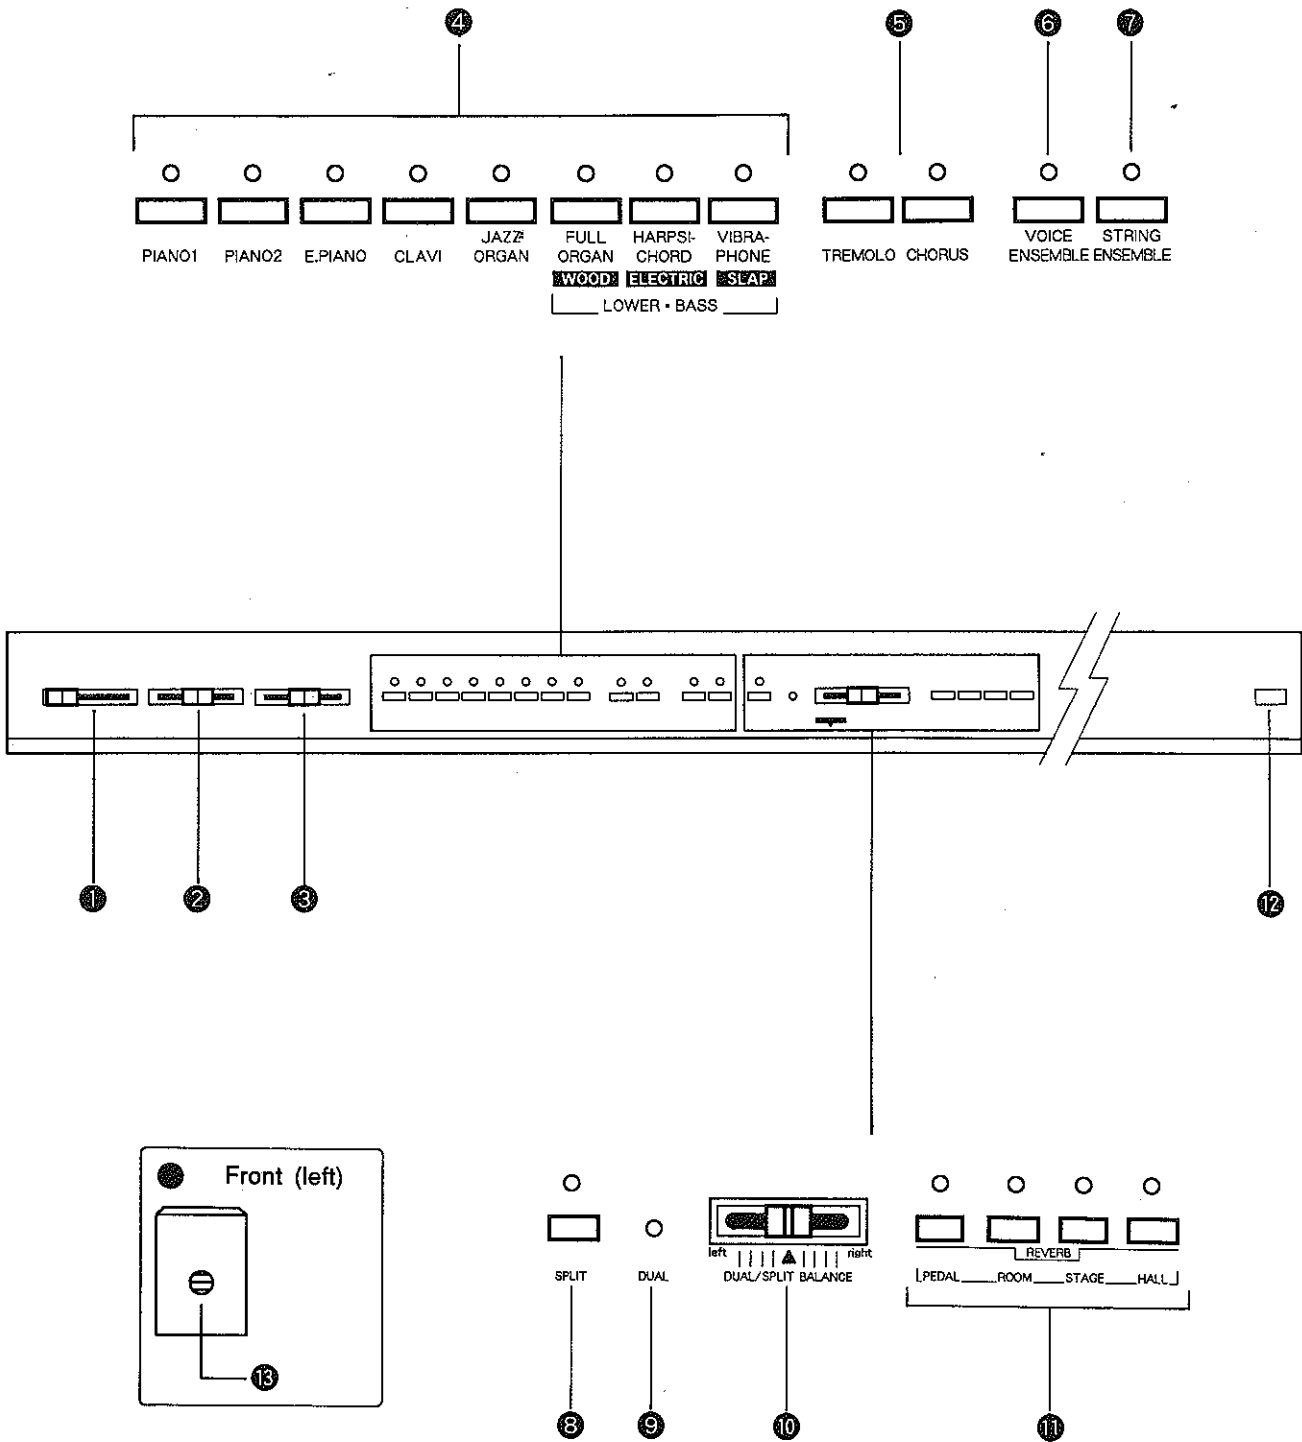 4 5 6 7
PIANO1 PIANO2 E.PIANO CLAVI JAZZ ORGAN FULL ORGAN HARPSI-CHORD VIBRA-PHONE TREMOLO CHORUS VOICE ENSEMBLE STRING ENSEMBLE
WOOD ELECTRIC SLAP
LOWER • BASS
1 2 3 12
Front (left)
13
left right
SPLIT DUAL DUAL/SPLIT BALANCE
REVERB
PEDAL ROOM STAGE HALL
8 9 10 11